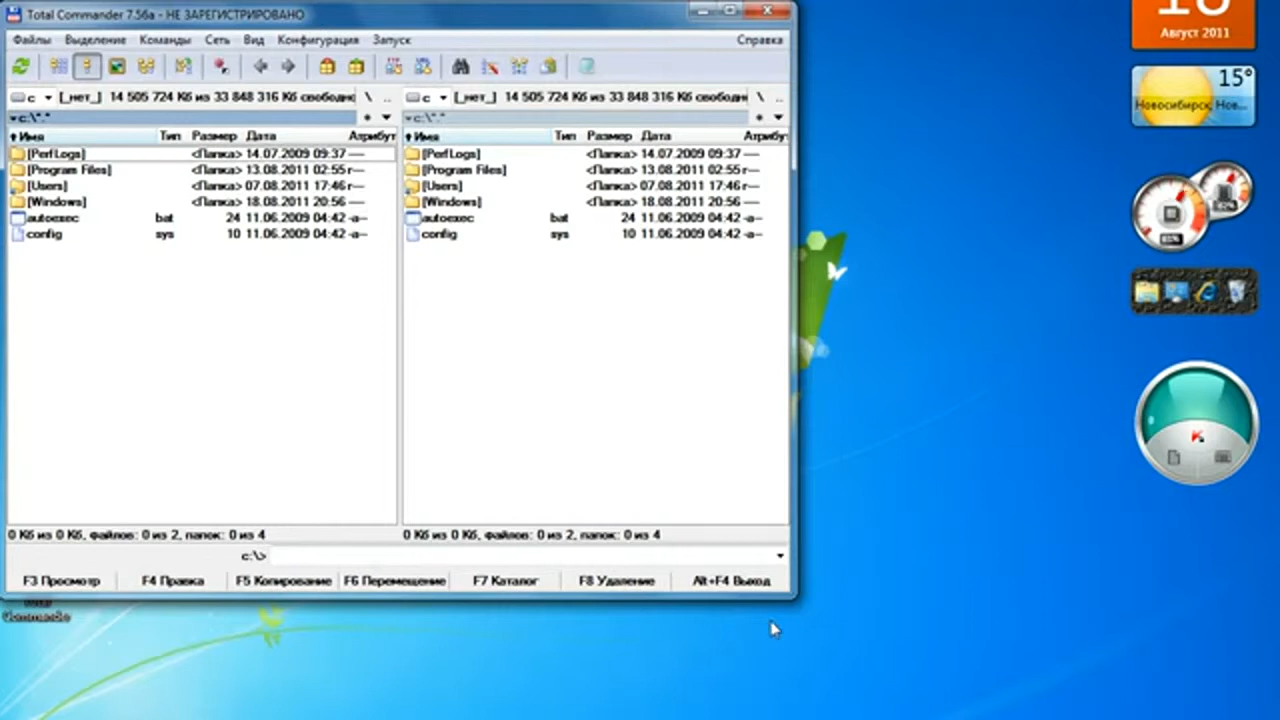 Total Commander 7.56a - НЕ ЗАРЕГИСТРИРОВАНО
Файлы Выделение Команды Сеть Вид Конфигурация Запуск Справка
c [_нет_] 14 505 724 Кб из 33 848 316 Кб свободно \ .. c [_нет_] 14 505 724 Кб из 33 848 316 Кб свободно \ ..
c:\*.* * c:\*.* *
Имя Тип Размер Дата Атрибут Имя Тип Размер Дата Атрибут
[PerfLogs] <Папка> 14.07.2009 09:37 ---- [PerfLogs] <Папка> 14.07.2009 09:37 ----
[Program Files] <Папка> 13.08.2011 02:55 r--- [Program Files] <Папка> 13.08.2011 02:55 r---
[Users] <Папка> 07.08.2011 17:46 r--- [Users] <Папка> 07.08.2011 17:46 r---
[Windows] <Папка> 18.08.2011 20:56 ---- [Windows] <Папка> 18.08.2011 20:56 ----
autoexec bat 24 11.06.2009 04:42 -a-- autoexec bat 24 11.06.2009 04:42 -a--
config sys 10 11.06.2009 04:42 -a-- config sys 10 11.06.2009 04:42 -a--
0 Кб из 0 Кб, файлов: 0 из 2, папок: 0 из 4 0 Кб из 0 Кб, файлов: 0 из 2, папок: 0 из 4
c:\>
F3 Просмотр F4 Правка F5 Копирование F6 Перемещение F7 Каталог F8 Удаление Alt+F4 Выход
Total
Commander
Август 2011
15°
Новосибирск, Нов...